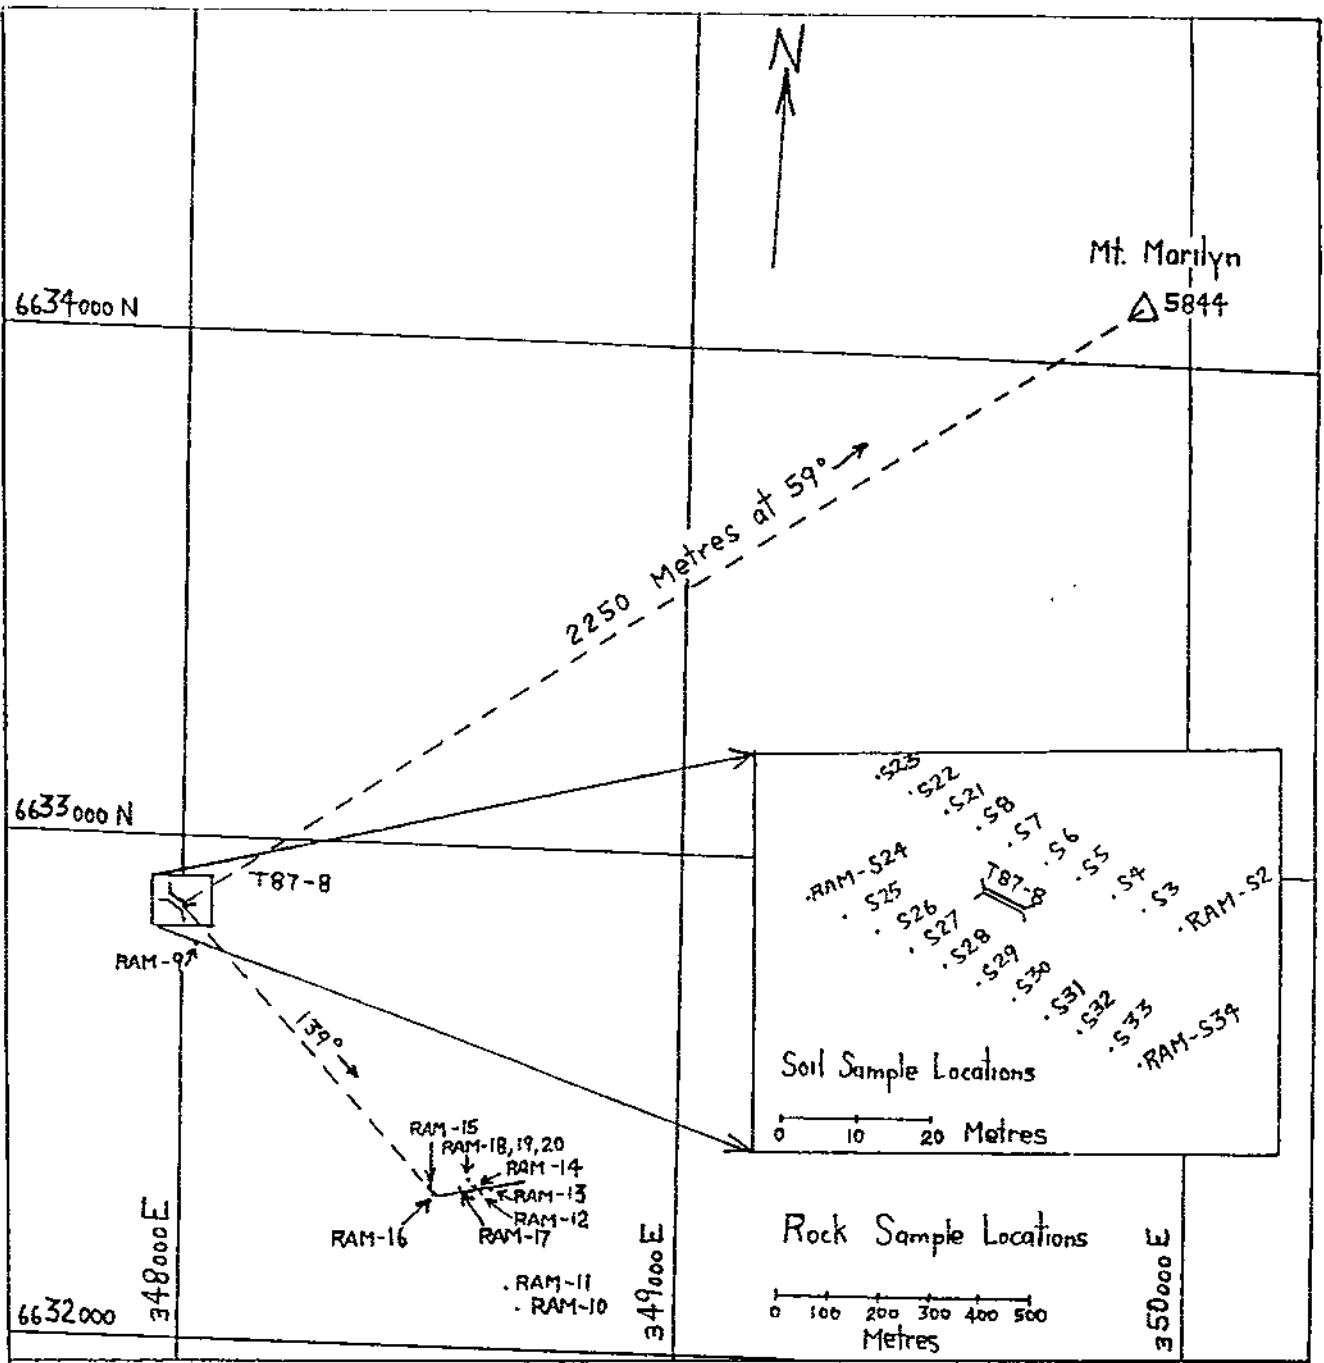 N
Mt. Marilyn
5844
6634000 N
2250 Metres at 59°
6633000 N
T87-8
RAM-9
139°
S23
S22
S21
S8
S7
S6
S5
S4
S3
RAM-S2
T87-8
RAM-S24
S25
S26
S27
S28
S29
S30
S31
S32
S33
RAM-S34
Soil Sample Locations
0 10 20 Metres
RAM-15
RAM-18,19,20
RAM-14
RAM-13
RAM-12
RAM-17
RAM-16
RAM-11
RAM-10
Rock Sample Locations
0 100 200 300 400 500
Metres
6632000
348000E
349000E
350000E